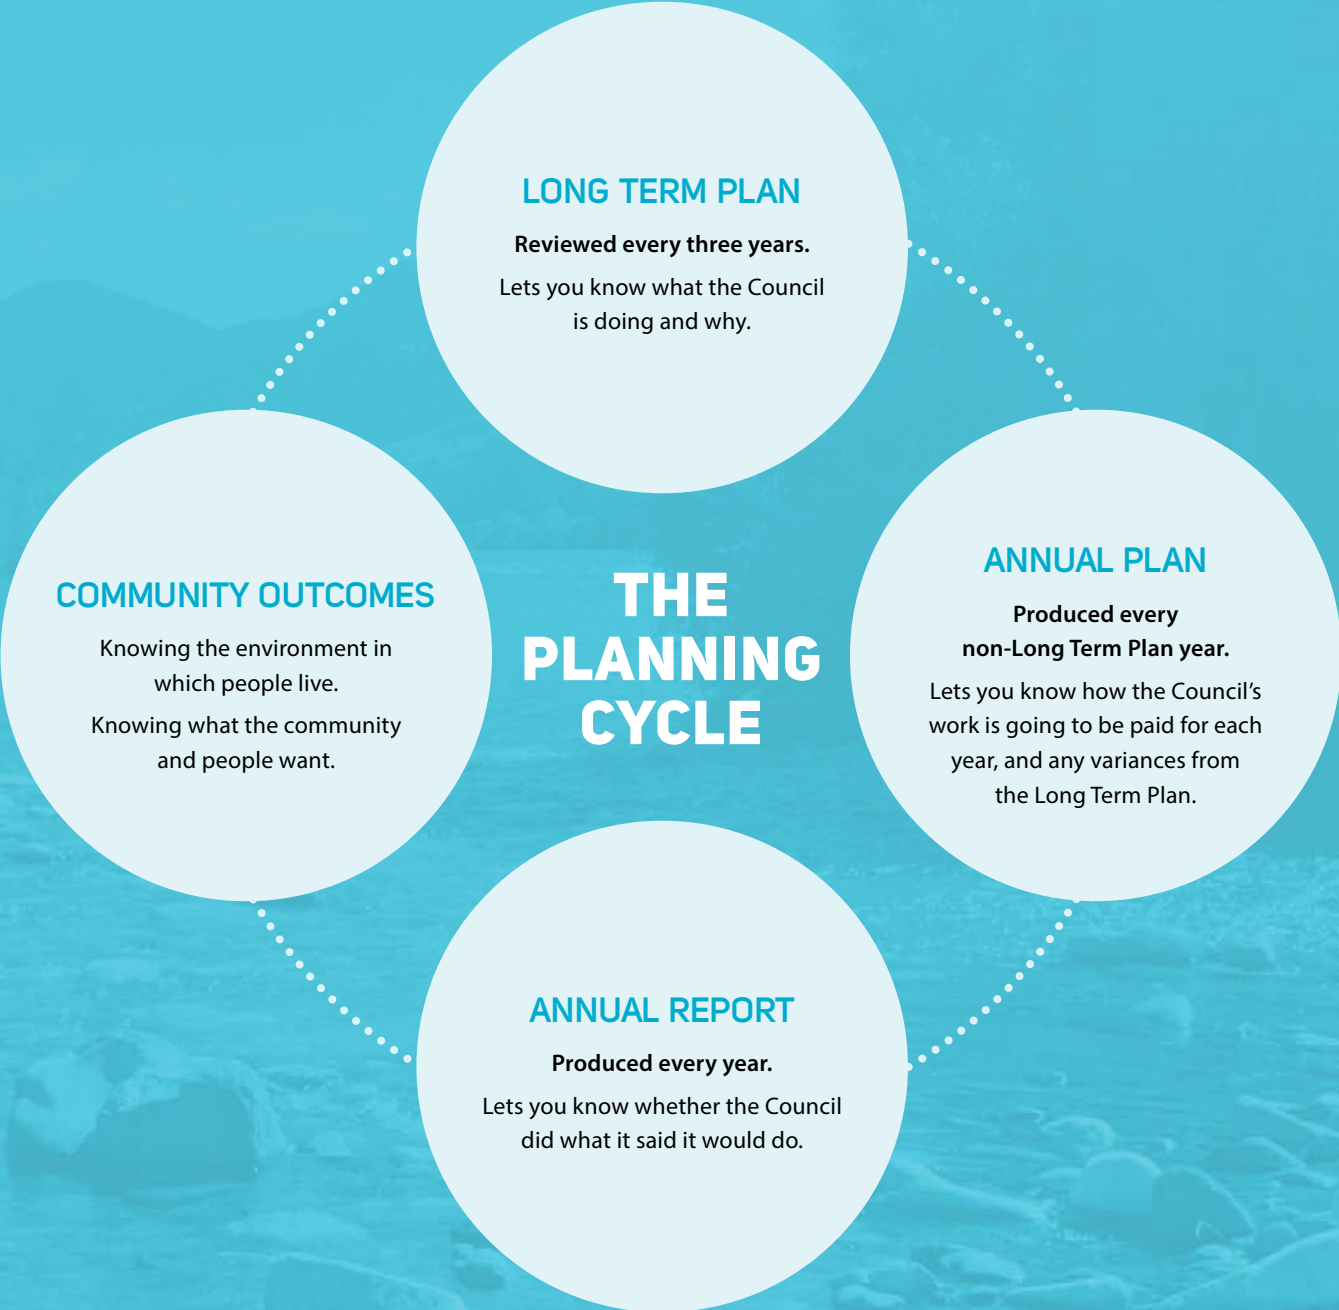 LONG TERM PLAN
Reviewed every three years.
Lets you know what the Council
is doing and why.
COMMUNITY OUTCOMES
Knowing the environment in
which people live.
Knowing what the community
and people want.
THE
PLANNING
CYCLE
ANNUAL PLAN
Produced every
non-Long Term Plan year.
Lets you know how the Council’s
work is going to be paid for each
year, and any variances from
the Long Term Plan.
ANNUAL REPORT
Produced every year.
Lets you know whether the Council
did what it said it would do.